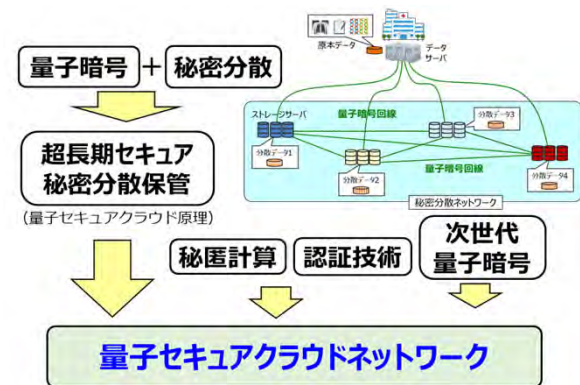 量子暗号
+
秘密分散
超長期セキュア
秘密分散保管
(量子セキュアクラウド原理)
原本データ
データ
サーバ
ストレージサーバ
量子暗号回線
分散データ1
分散データ2
分散データ3
量子暗号回線
分散データ4
秘密分散ネットワーク
秘匿計算
認証技術
次世代
量子暗号
量子セキュアクラウドネットワーク